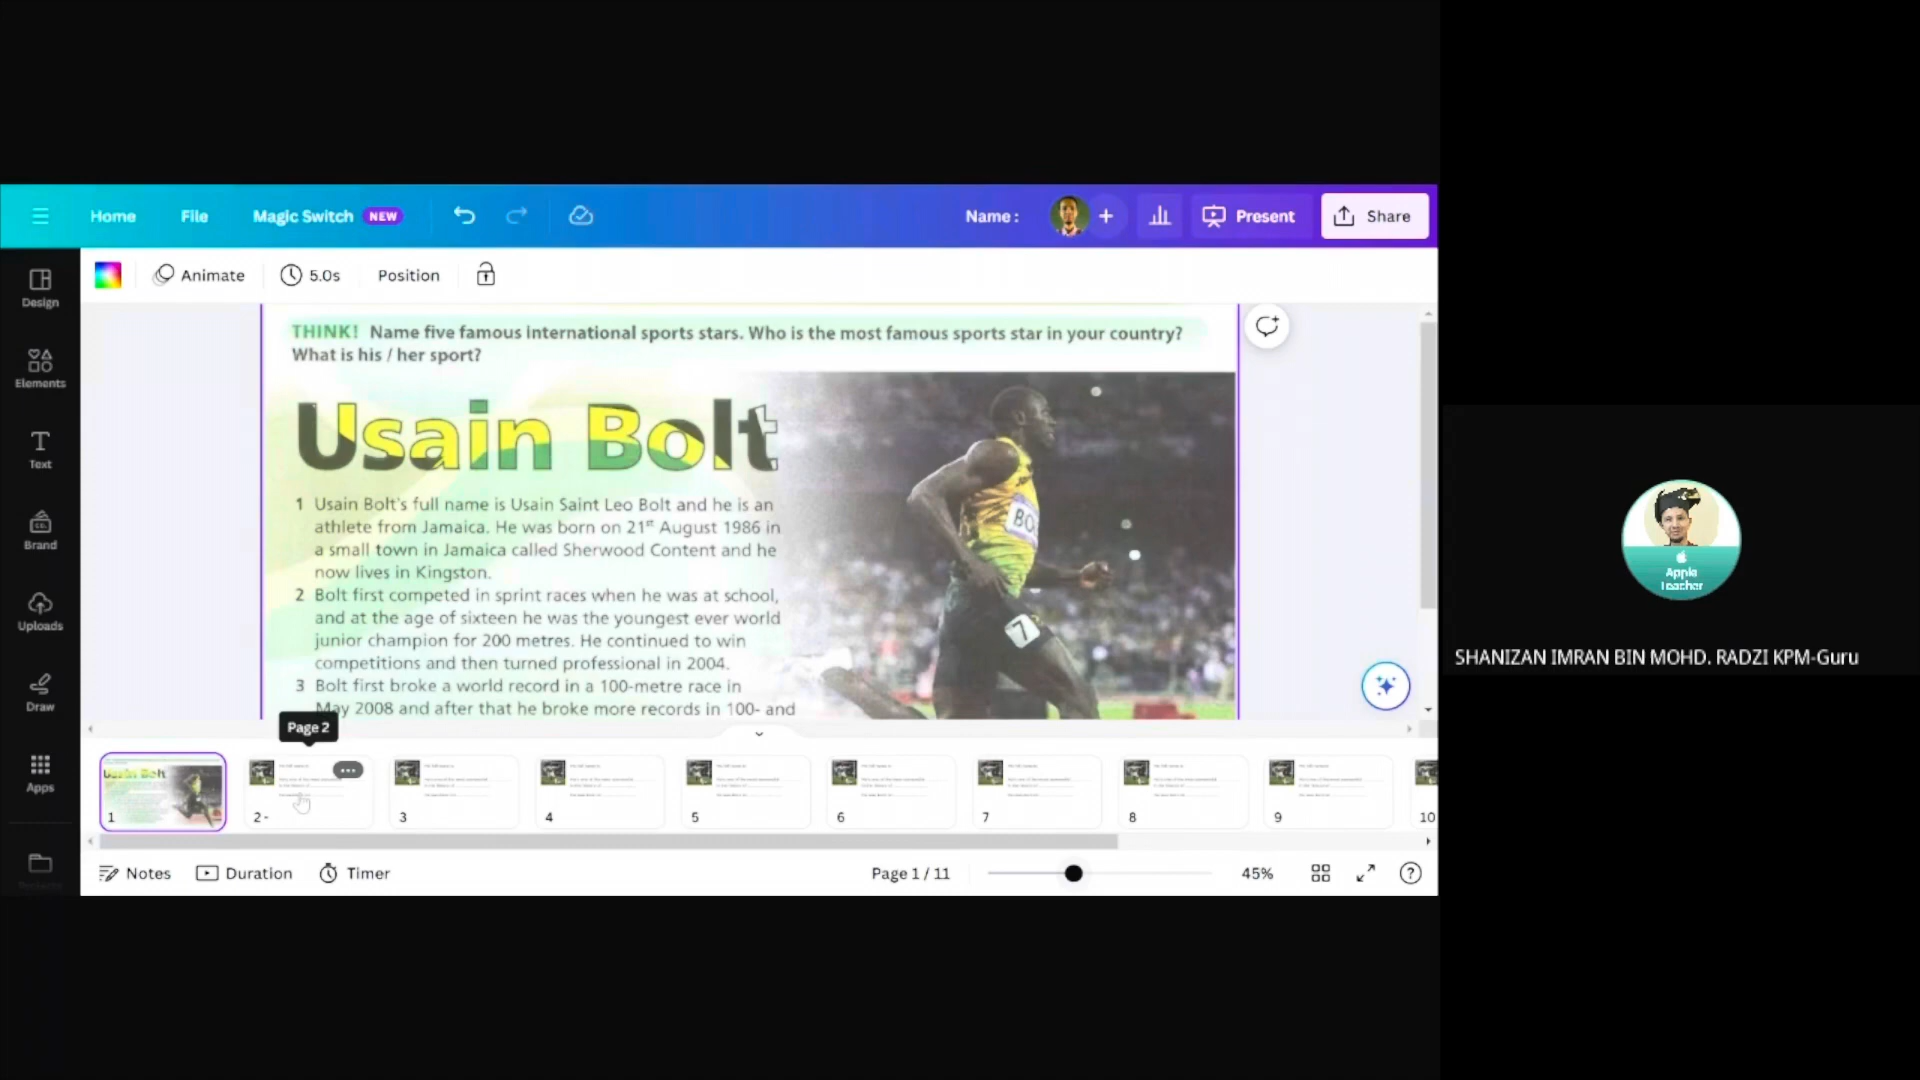 Home File Magic Switch NEW Name : Present Share
Animate 5.0s Position
Design
Elements
Text
Brand
Uploads
Draw
Apps
THINK! Name five famous international sports stars. Who is the most famous sports star in your country?
What is his / her sport?
Usain Bolt
1 Usain Bolt's full name is Usain Saint Leo Bolt and he is an
athlete from Jamaica. He was born on 21st August 1986 in
a small town in Jamaica called Sherwood Content and he
now lives in Kingston.
2 Bolt first competed in sprint races when he was at school,
and at the age of sixteen he was the youngest ever world
junior champion for 200 metres. He continued to win
competitions and then turned professional in 2004.
3 Bolt first broke a world record in a 100-metre race in
May 2008 and after that he broke more records in 100- and
BO
7
Page 2
1 2 - 3 4 5 6 7 8 9 10
Notes Duration Timer Page 1 / 11 45%
Apple
Teacher
SHANIZAN IMRAN BIN MOHD. RADZI KPM-Guru